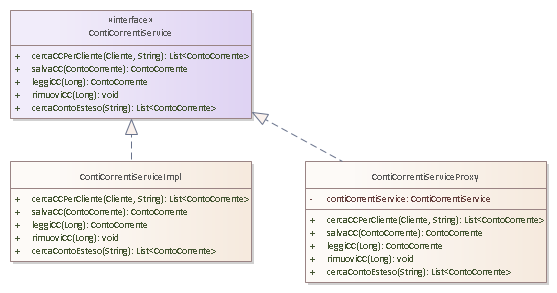 «interface»
ContiCorrentiService
+ cercaCCPerCliente(Cliente, String): List<ContoCorrente>
+ salvaCC(ContoCorrente): ContoCorrente
+ leggiCC(Long): ContoCorrente
+ rimuoviCC(Long): void
+ cercaContoEsteso(String): List<ContoCorrente>
ContiCorrentiServiceImpl
+ cercaCCPerCliente(Cliente, String): List<ContoCorrente>
+ salvaCC(ContoCorrente): ContoCorrente
+ leggiCC(Long): ContoCorrente
+ rimuoviCC(Long): void
+ cercaContoEsteso(String): List<ContoCorrente>
ContiCorrentiServiceProxy
- contiCorrentiService: ContiCorrentiService
+ cercaCCPerCliente(Cliente, String): List<ContoCorrente>
+ salvaCC(ContoCorrente): ContoCorrente
+ leggiCC(Long): ContoCorrente
+ rimuoviCC(Long): void
+ cercaContoEsteso(String): List<ContoCorrente>